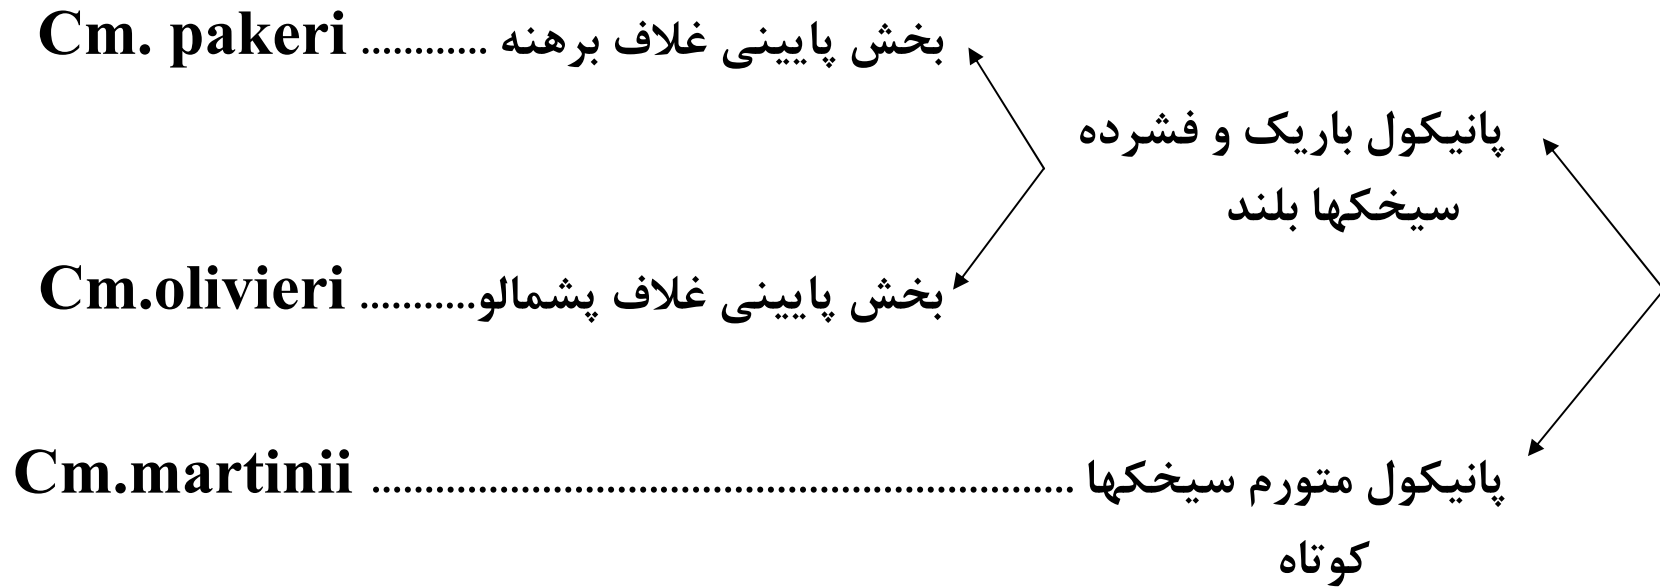 بخش پایینی غلاف برهنه ............ Cm. pakeri
پانیکول باریک و فشرده
سیخکها بلند
بخش پایینی غلاف پشمالو........... Cm.olivieri
پانیکول متورم سیخکها .................................................................. Cm.martinii
کوتاه